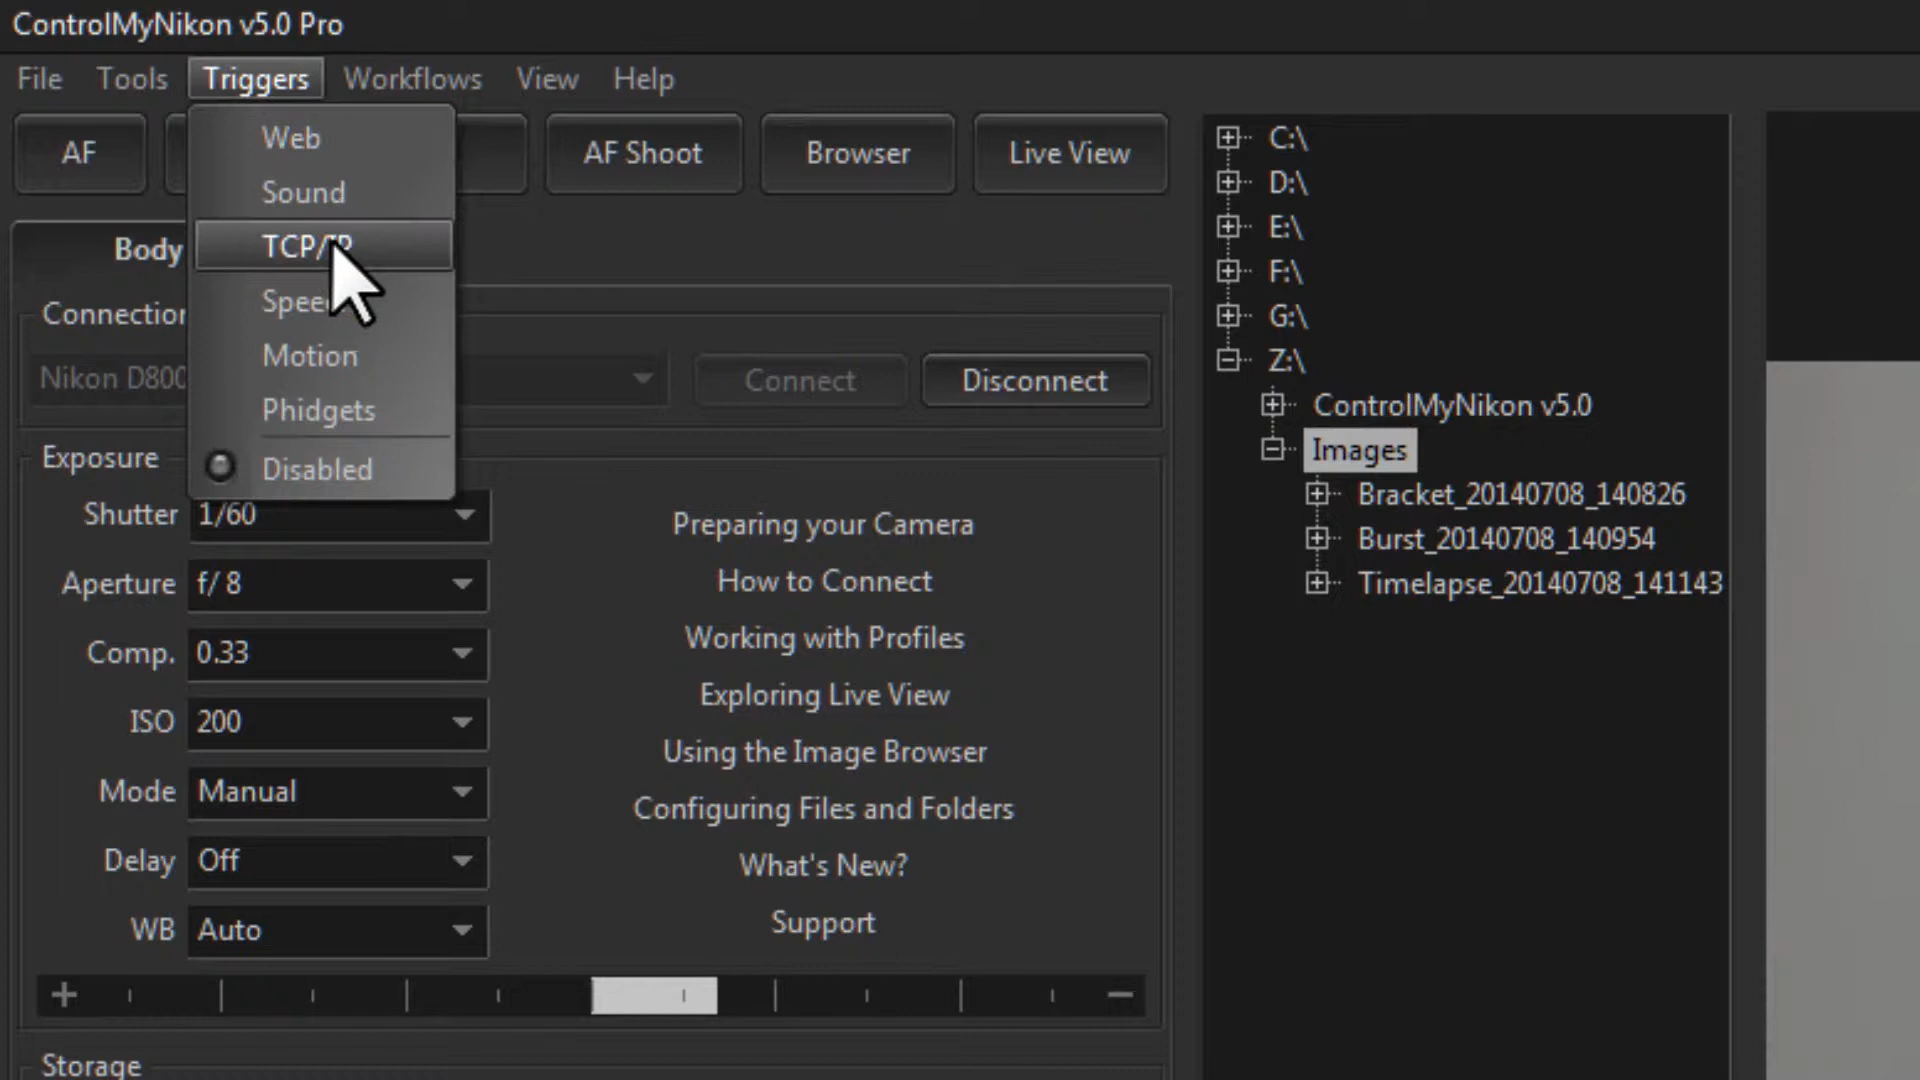 ControlMyNikon v5.0 Pro
File Tools Triggers Workflows View Help
AF AF Shoot Browser Live View
Web
Sound
TCP/IP
Motion
Phidgets
Disabled
Body
Nikon D800
Connect Disconnect
Exposure
Shutter 1/60
Aperture f/ 8
Comp. 0.33
ISO 200
Mode Manual
Delay Off
WB Auto
+ −
Storage
Preparing your Camera
How to Connect
Working with Profiles
Exploring Live View
Using the Image Browser
Configuring Files and Folders
What's New?
Support
C:\
D:\
E:\
F:\
G:\
Z:\
ControlMyNikon v5.0
Images
Bracket_20140708_140826
Burst_20140708_140954
Timelapse_20140708_141143